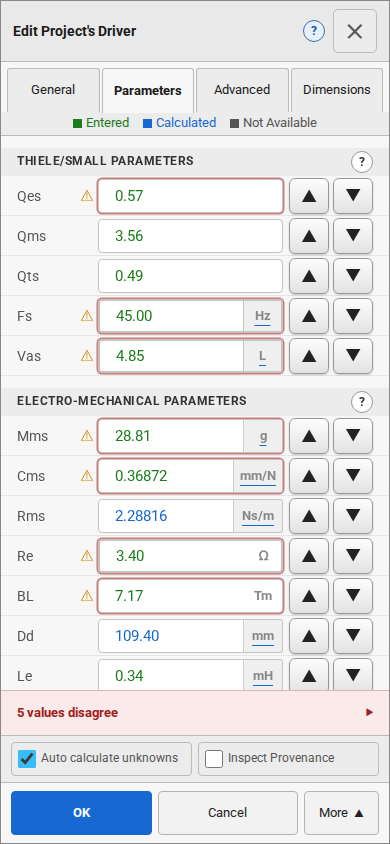 Edit Project's Driver ?
General Parameters Advanced Dimensions
Entered Calculated Not Available
THIELE/SMALL PARAMETERS ?
Qes 0.57
Qms 3.56
Qts 0.49
Fs 45.00 Hz
Vas 4.85 L
ELECTRO-MECHANICAL PARAMETERS ?
Mms 28.81 g
Cms 0.36872 mm/N
Rms 2.28816 Ns/m
Re 3.40 Ω
BL 7.17 Tm
Dd 109.40 mm
Le 0.34 mH
5 values disagree
Auto calculate unknowns Inspect Provenance
OK Cancel More